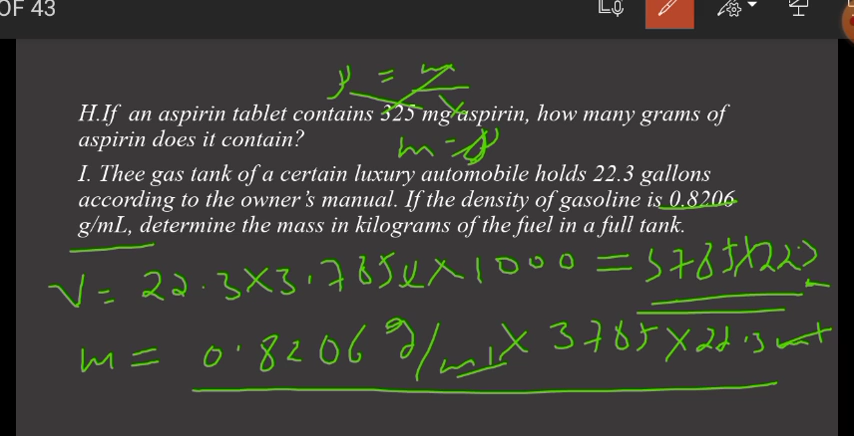 OF 43
H.If an aspirin tablet contains 325 mg aspirin, how many grams of
aspirin does it contain?
I. Thee gas tank of a certain luxury automobile holds 22.3 gallons
according to the owner's manual. If the density of gasoline is 0.8206
g/mL, determine the mass in kilograms of the fuel in a full tank.
V = 22.3 × 3.785 × 1000 = 3785 × 22.3
m = 0.8206 g/ml × 3785 × 22.3